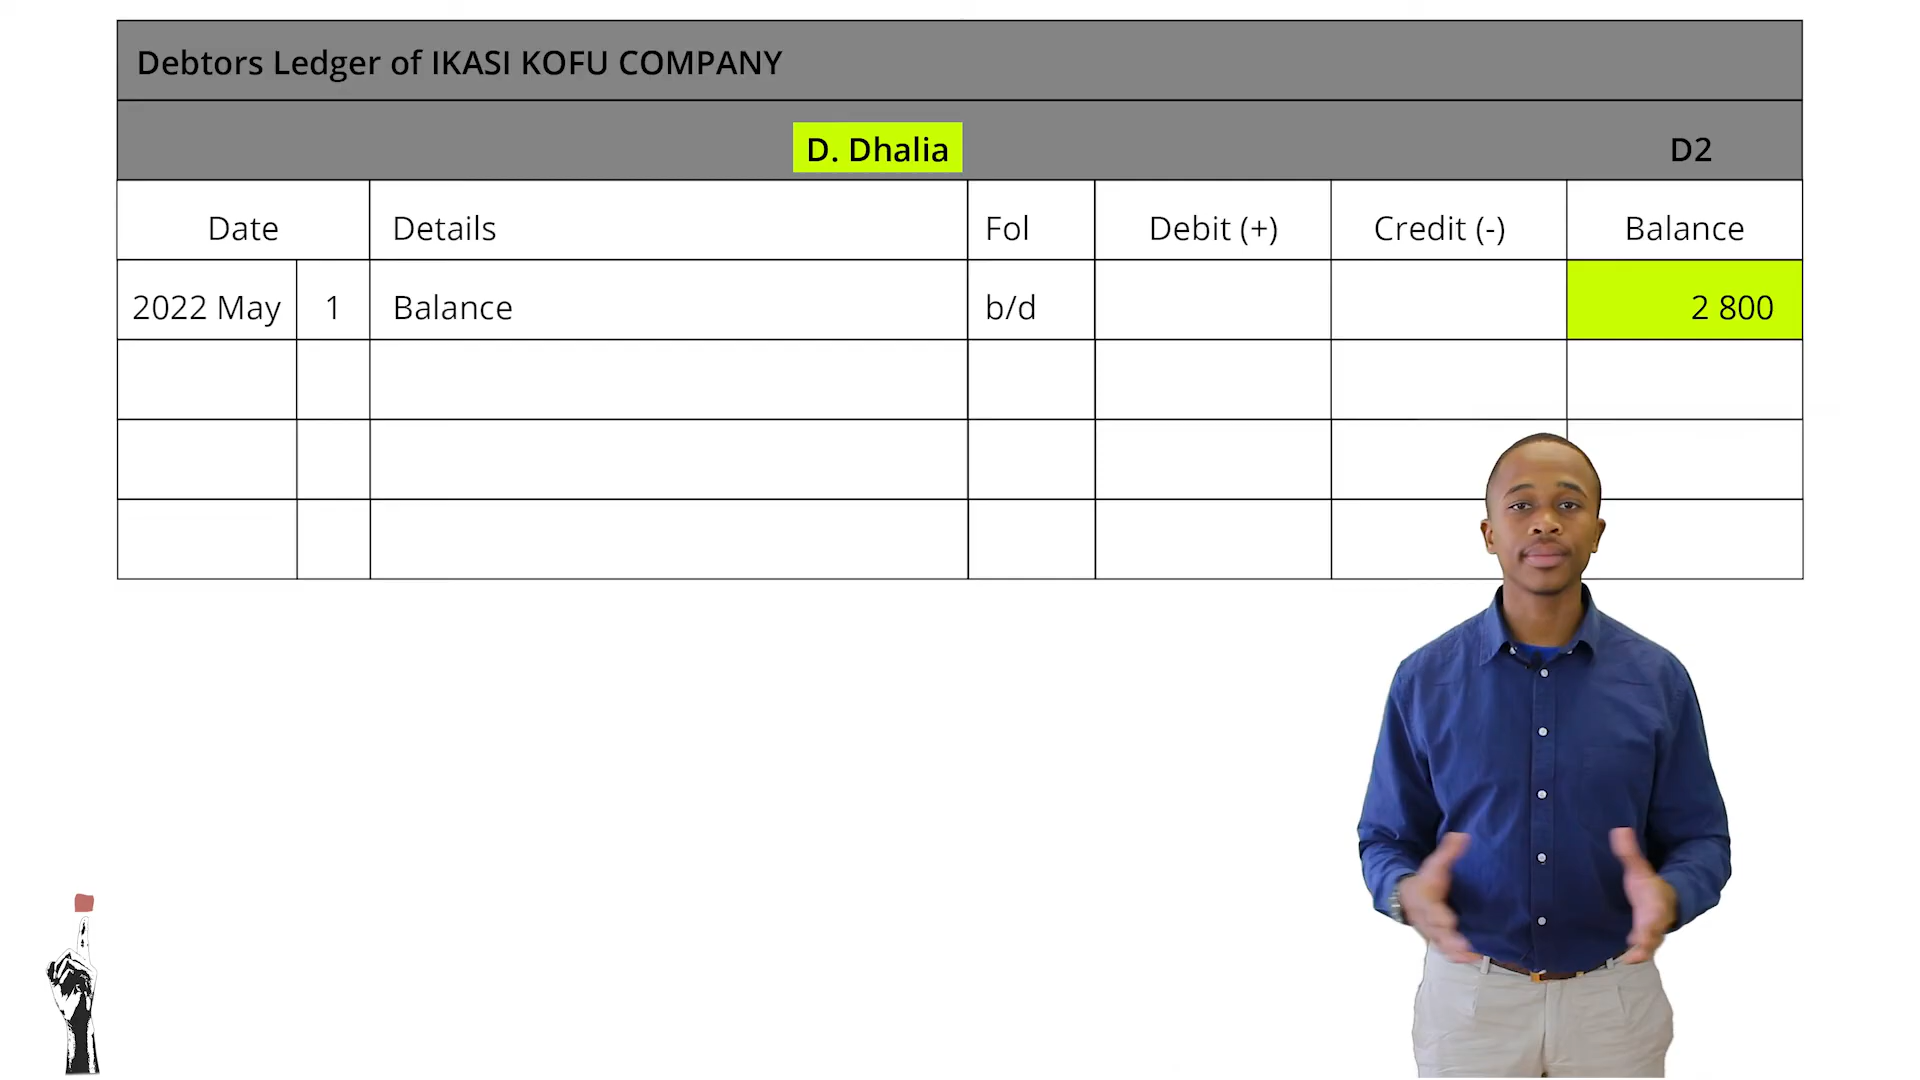 Debtors Ledger of IKASI KOFU COMPANY
D. Dhalia D2
Date Details Fol Debit (+) Credit (-) Balance
2022 May 1 Balance b/d 2 800